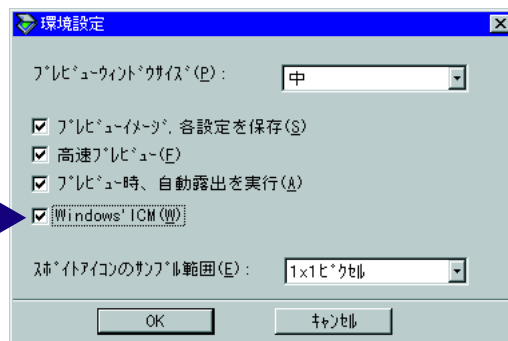 環境設定
ﾌﾟﾚﾋﾞｭｰｳｨﾝﾄﾞｳｻｲｽﾞ(P):
中
ﾌﾟﾚﾋﾞｭｰｲﾒｰｼﾞ、各設定を保存(S)
高速ﾌﾟﾚﾋﾞｭｰ(F)
ﾌﾟﾚﾋﾞｭｰ時、自動露出を実行(A)
Windows' ICM(W)
ｽﾎﾟｲﾄｱｲｺﾝのｻﾝﾌﾟﾙ範囲(E):
1x1ﾋﾟｸｾﾙ
OK
ｷｬﾝｾﾙ